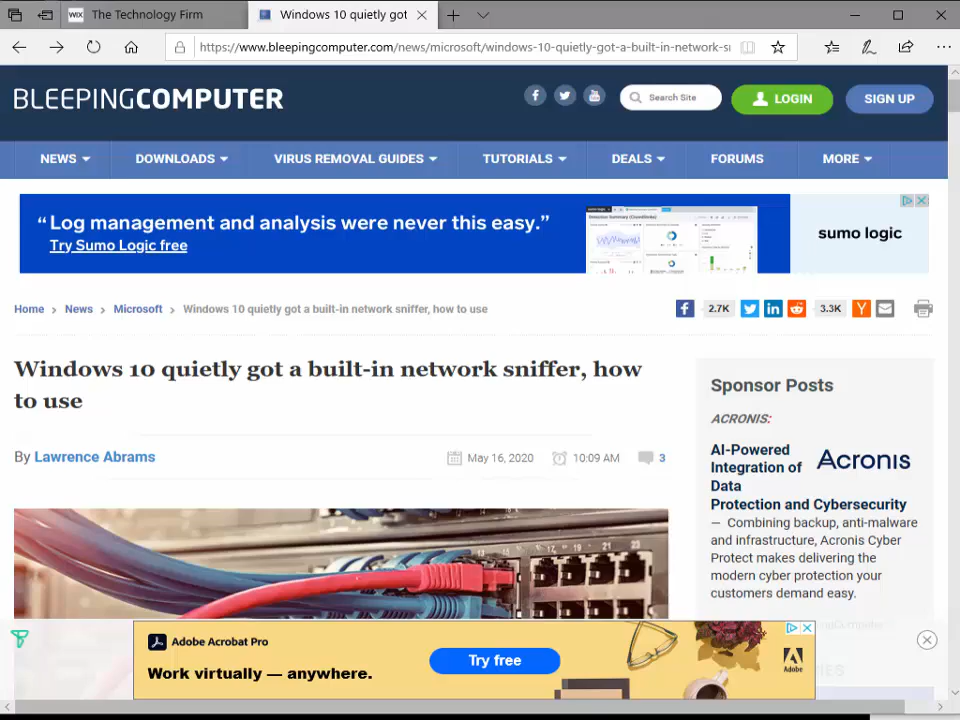 WIX The Technology Firm
Windows 10 quietly got
https://www.bleepingcomputer.com/news/microsoft/windows-10-quietly-got-a-built-in-network-s
BLEEPINGCOMPUTER
Search Site
LOGIN
SIGN UP
NEWS
DOWNLOADS
VIRUS REMOVAL GUIDES
TUTORIALS
DEALS
FORUMS
MORE
“Log management and analysis were never this easy.”
Try Sumo Logic free
sumo logic
Home > News > Microsoft > Windows 10 quietly got a built-in network sniffer, how to use
2.7K
3.3K
Windows 10 quietly got a built-in network sniffer, how
to use
By Lawrence Abrams
May 16, 2020
10:09 AM
3
Sponsor Posts
ACRONIS:
AI-Powered
Integration of
Data
Protection and Cybersecurity
Acronis
— Combining backup, anti-malware
and infrastructure, Acronis Cyber
Protect makes delivering the
modern cyber protection your
customers demand easy.
Adobe Acrobat Pro
Work virtually — anywhere.
Try free
Adobe